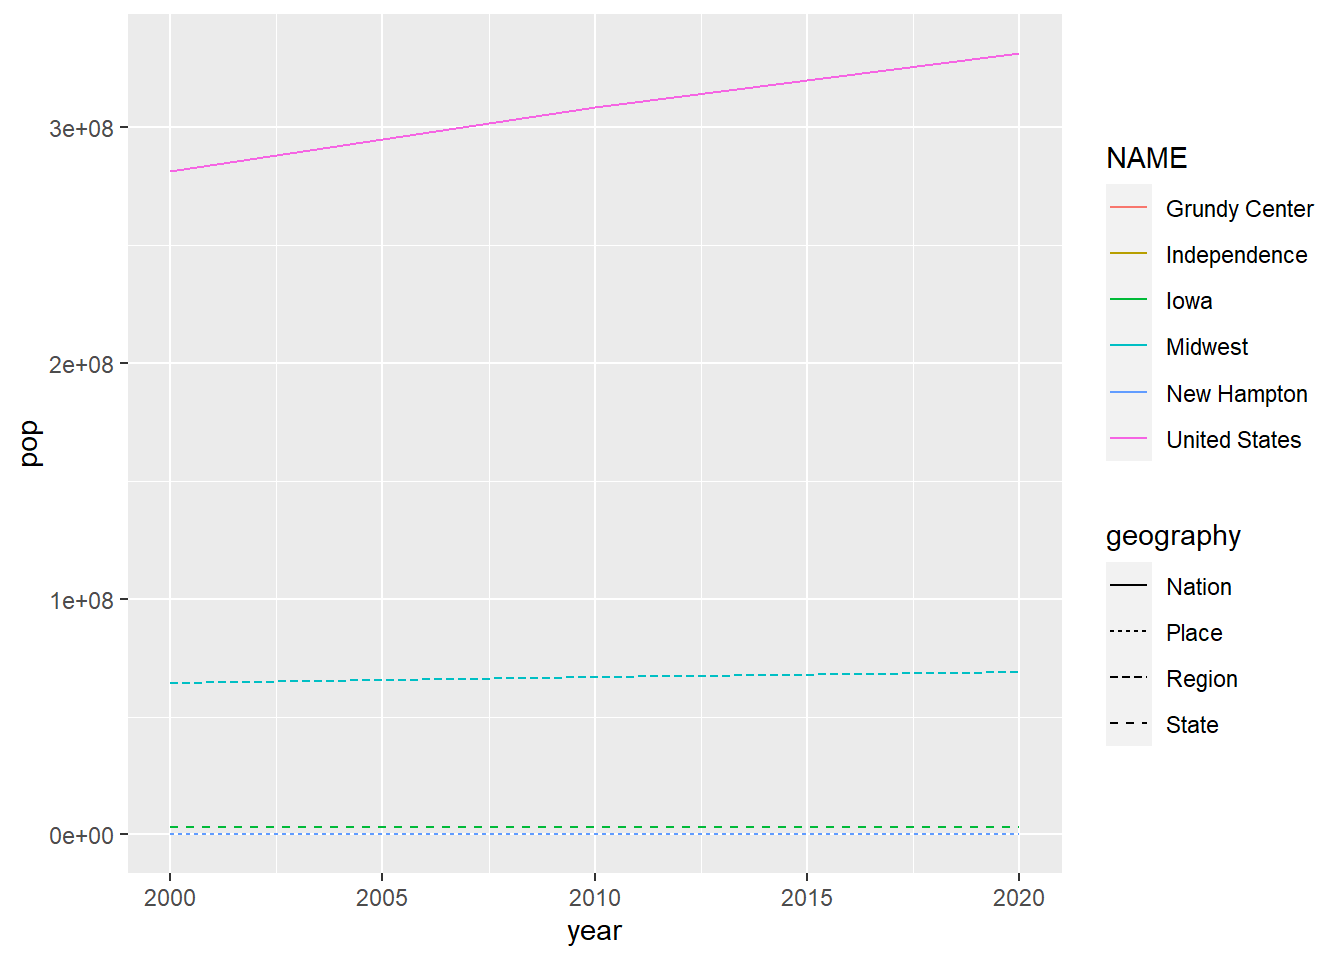 pop
3e+08
2e+08
1e+08
0e+00
2000 2005 2010 2015 2020
year
NAME
Grundy Center
Independence
Iowa
Midwest
New Hampton
United States
geography
Nation
Place
Region
State